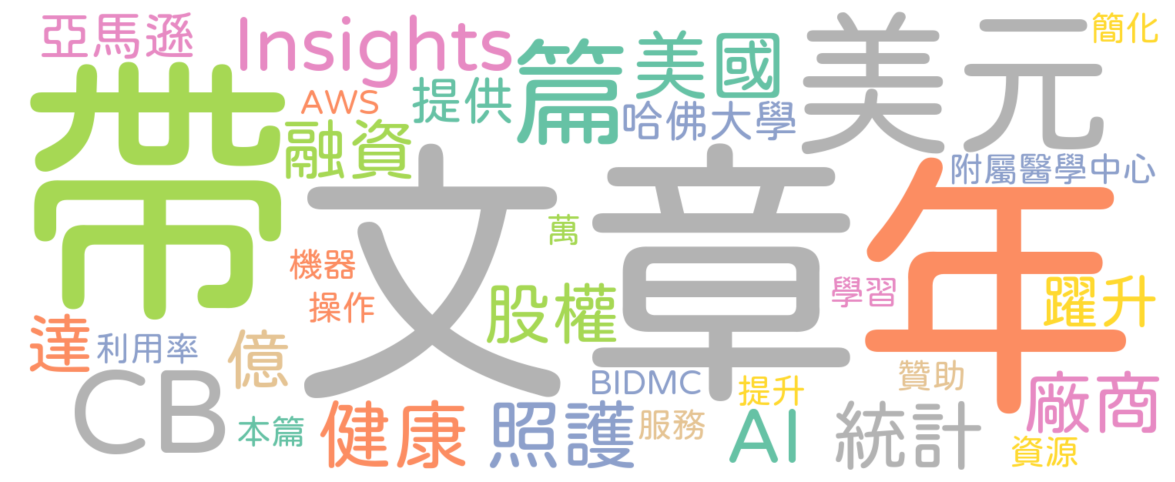 亞馬遜
Insights
AWS
提供
篇
美國
哈佛大學
美元
簡化
帶
融資
文章
年
附屬醫學中心
萬
機器
操作
股權
學習
躍升
達
利用率
億
CB
本篇
健康
照護
BIDMC
服務
提升
AI
統計
贊助
廠商
資源